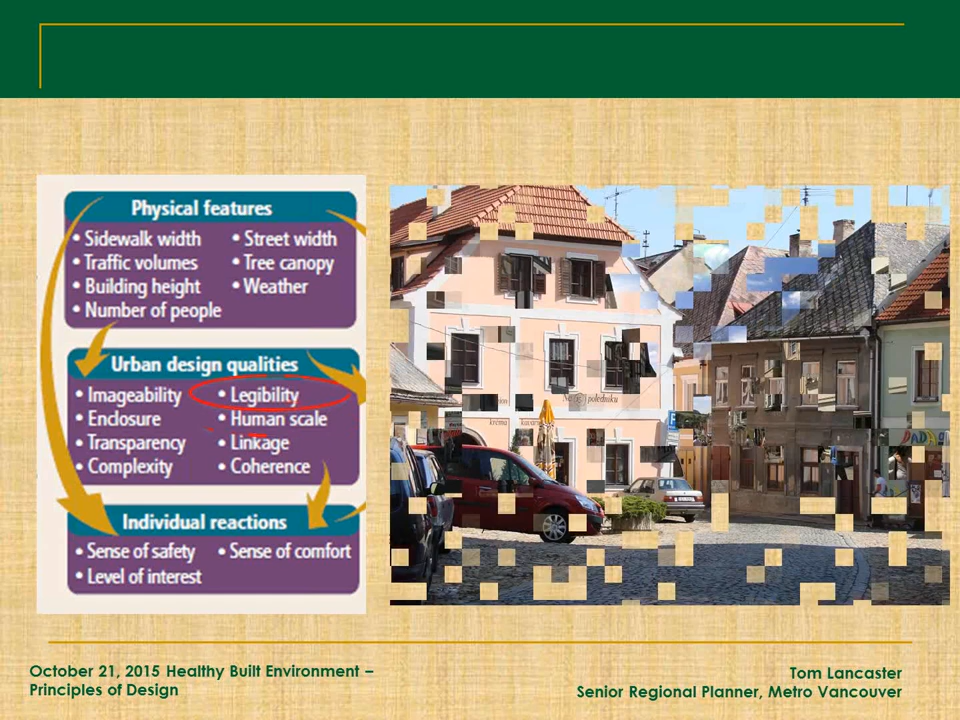 Physical features
• Sidewalk width
• Street width
• Traffic volumes
• Tree canopy
• Building height
• Weather
• Number of people
Urban design qualities
• Imageability
• Legibility
• Enclosure
• Human scale
• Transparency
• Linkage
• Complexity
• Coherence
Individual reactions
• Sense of safety
• Sense of comfort
• Level of interest
poledniku
kavár
E
October 21, 2015 Healthy Built Environment –
Principles of Design
Tom Lancaster
Senior Regional Planner, Metro Vancouver